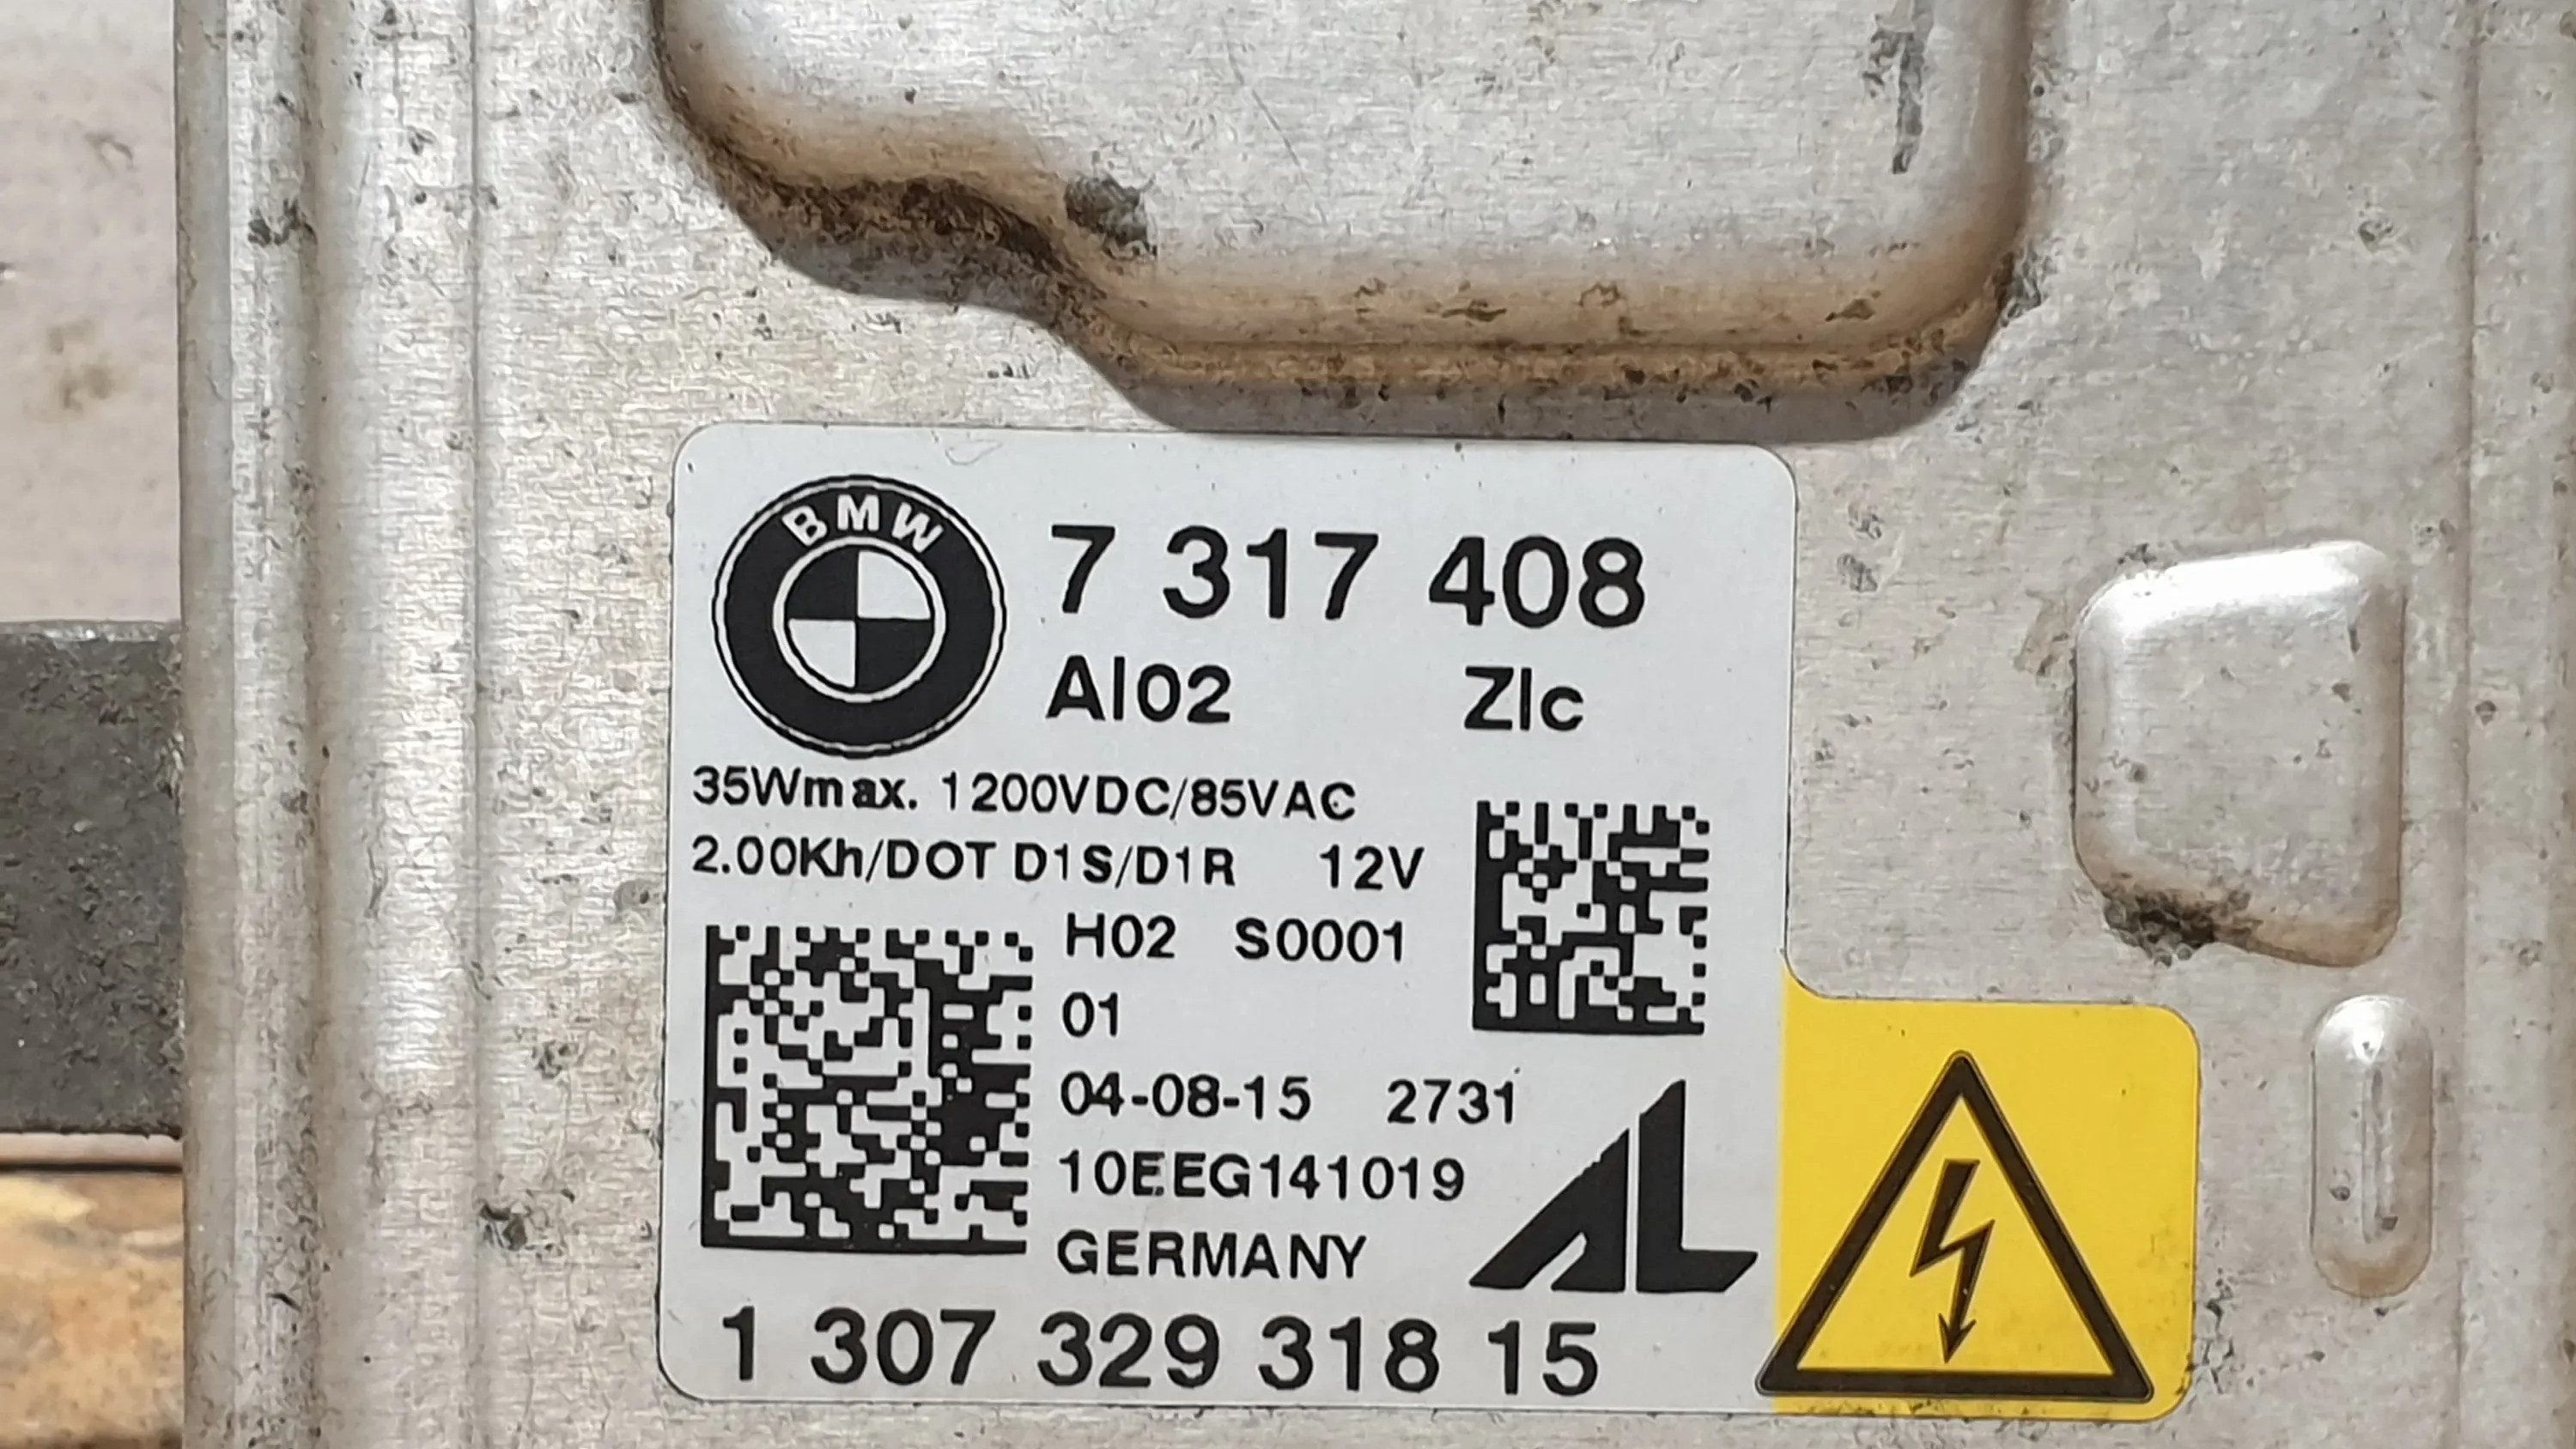 BMW
7 317 408
AI02 ZIc
35Wmax. 1200VDC/85VAC
2.00Kh/DOT D1S/D1R 12V
H02 S0001
01
04-08-15 2731
10EEG141019
GERMANY
AL
1 307 329 318 15